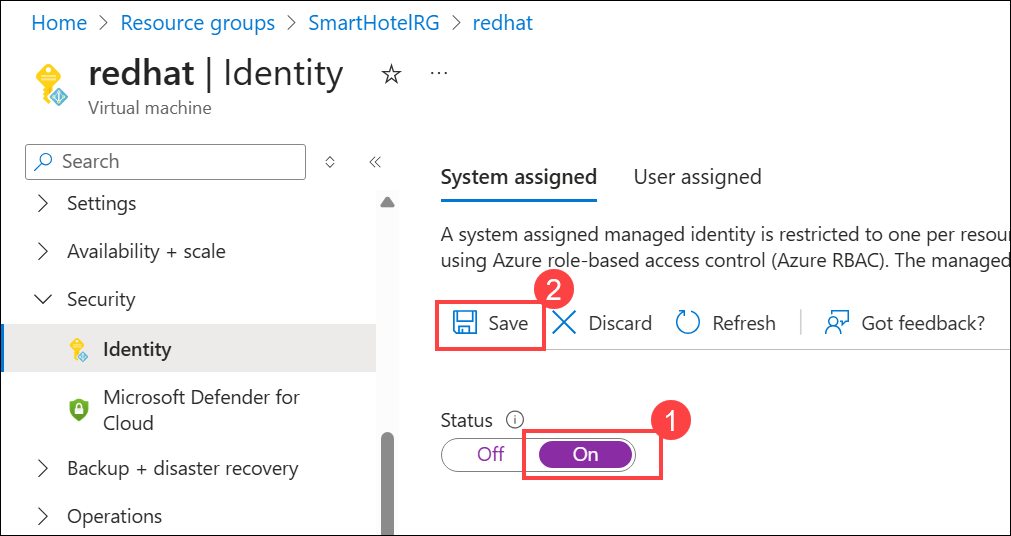 Home > Resource groups > SmartHotelRG > redhat
redhat | Identity
Virtual machine
Search
Settings
Availability + scale
Security
Identity
Microsoft Defender for
Cloud
Backup + disaster recovery
Operations
System assigned User assigned
A system assigned managed identity is restricted to one per
using Azure role-based access control (Azure RBAC). The managed
2
Save Discard Refresh Got feedback?
Status
1
Off On